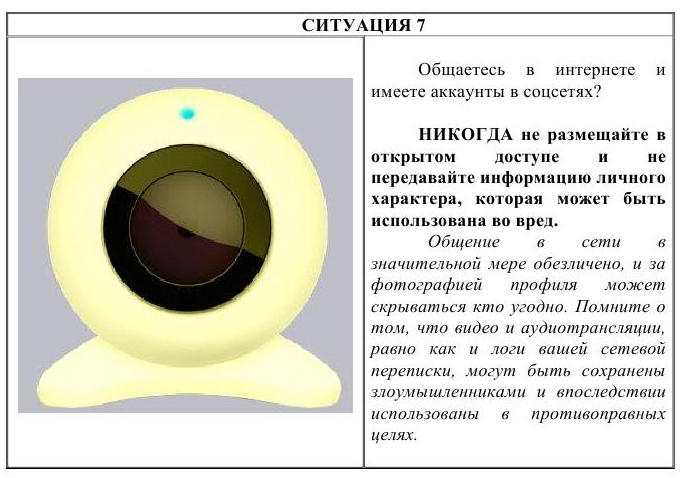 СИТУАЦИЯ 7
Общаетесь в интернете и
имеете аккаунты в соцсетях?
НИКОГДА не размещайте в
открытом доступе и не
передавайте информацию личного
характера, которая может быть
использована во вред.
Общение в сети в
значительной мере обезличено, и за
фотографией профиля может
скрываться кто угодно. Помните о
том, что видео и аудиотрансляции,
равно как и логи вашей сетевой
переписки, могут быть сохранены
злоумышленниками и впоследствии
использованы в противоправных
целях.